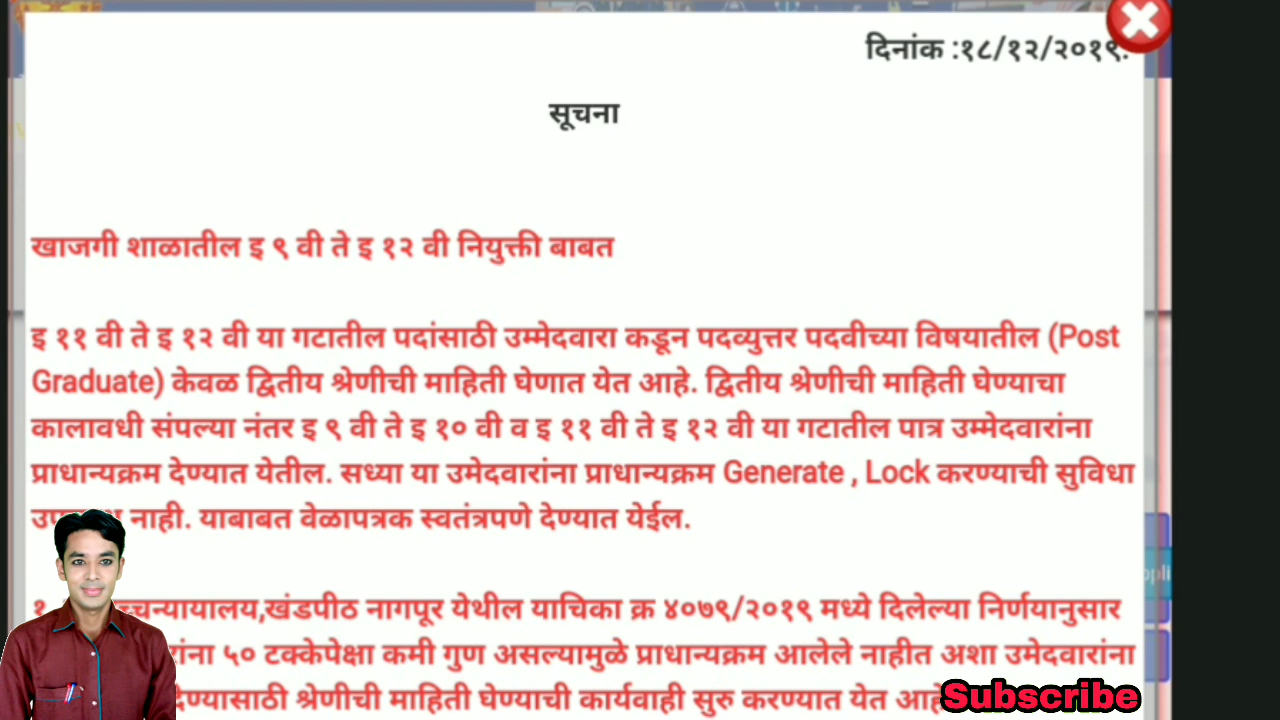 दिनांक :१८/१२/२०१९.
सूचना
खाजगी शाळातील इ ९ वी ते इ १२ वी नियुक्ती बाबत
इ ११ वी ते इ १२ वी या गटातील पदांसाठी उम्मेदवारा कडून पदव्युत्तर पदवीच्या विषयातील (Post
Graduate) केवळ द्वितीय श्रेणीची माहिती घेणात येत आहे. द्वितीय श्रेणीची माहिती घेण्याचा
कालावधी संपल्या नंतर इ ९ वी ते इ १० वी व इ ११ वी ते इ १२ वी या गटातील पात्र उम्मेदवारांना
प्राधान्यक्रम देण्यात येतील. सध्या या उमेदवारांना प्राधान्यक्रम Generate , Lock करण्याची सुविधा
नाही. याबाबत वेळापत्रक स्वतंत्रपणे देण्यात येईल.
खंडपीठ नागपूर येथील याचिका क्र ४०७९/२०१९ मध्ये दिलेल्या निर्णयानुसार
५० टक्केपेक्षा कमी गुण असल्यामुळे प्राधान्यक्रम आलेले नाहीत अशा उमेदवारांना
श्रेणीची माहिती घेण्याची कार्यवाही सुरु करण्यात येत
Subscribe